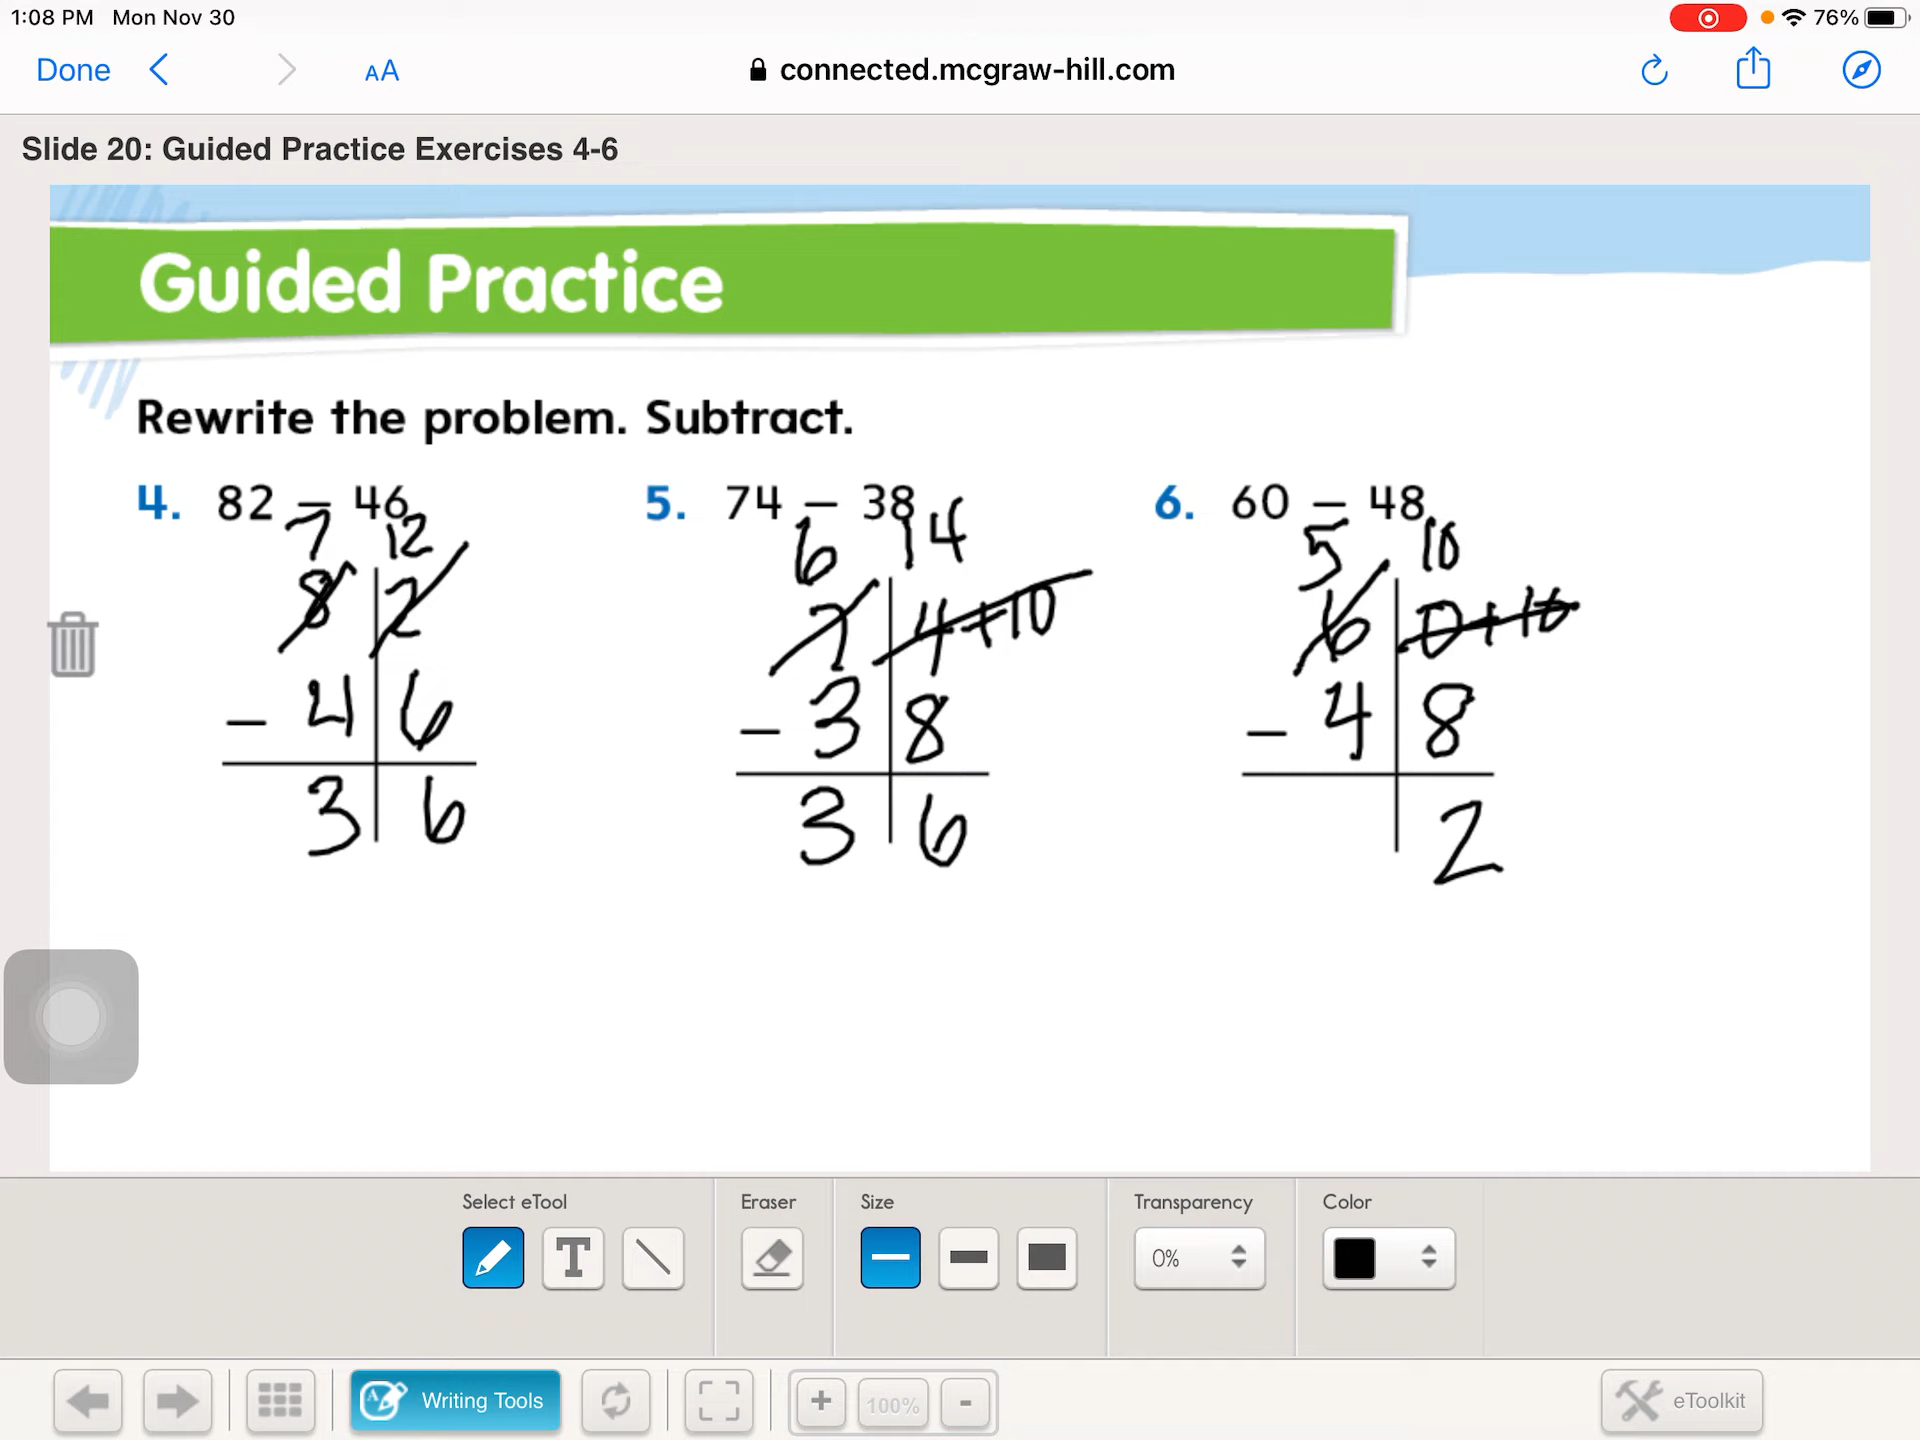 1:08 PM Mon Nov 30
76%
Done
AA
connected.mcgraw-hill.com
Slide 20: Guided Practice Exercises 4-6
Guided Practice
Rewrite the problem. Subtract.
4. 82 – 46 5. 74 – 38 6. 60 – 48
7 12 6 14 5 10
8 2 7 4+10 6 0+10
- 4 6 - 3 8 - 4 8
3 6 3 6 2
Select eTool Eraser Size Transparency Color
T 0%
Writing Tools + 100% - eToolkit